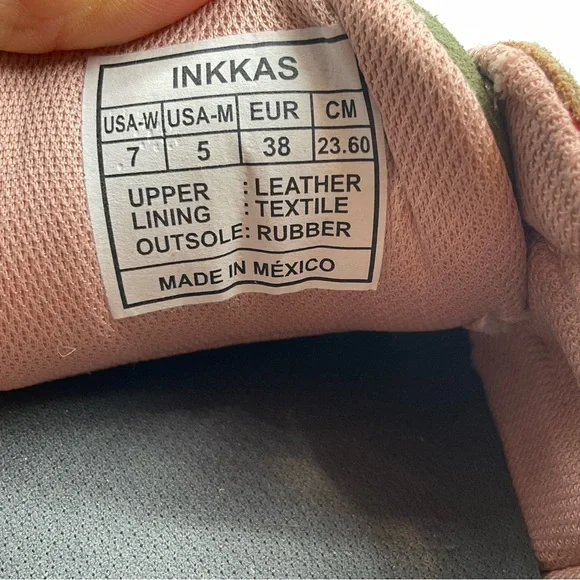 INKKAS
USA-W USA-M EUR CM
7 5 38 23.60
UPPER : LEATHER
LINING : TEXTILE
OUTSOLE: RUBBER
MADE IN MÉXICO